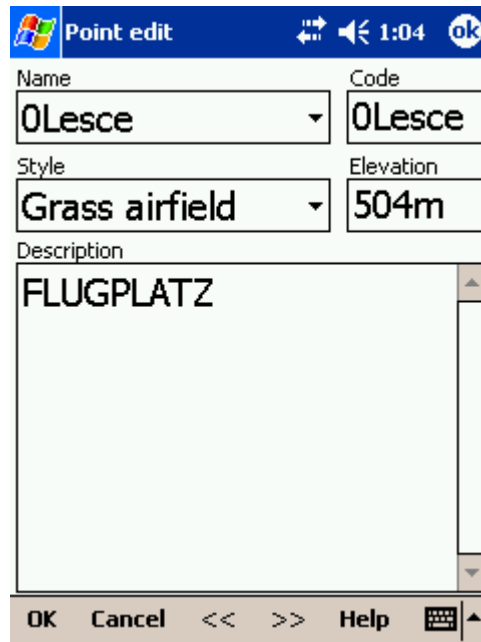 Point edit 1:04 ok
Name Code
0Lesce 0Lesce
Style Elevation
Grass airfield 504m
Description
FLUGPLATZ
OK Cancel << >> Help